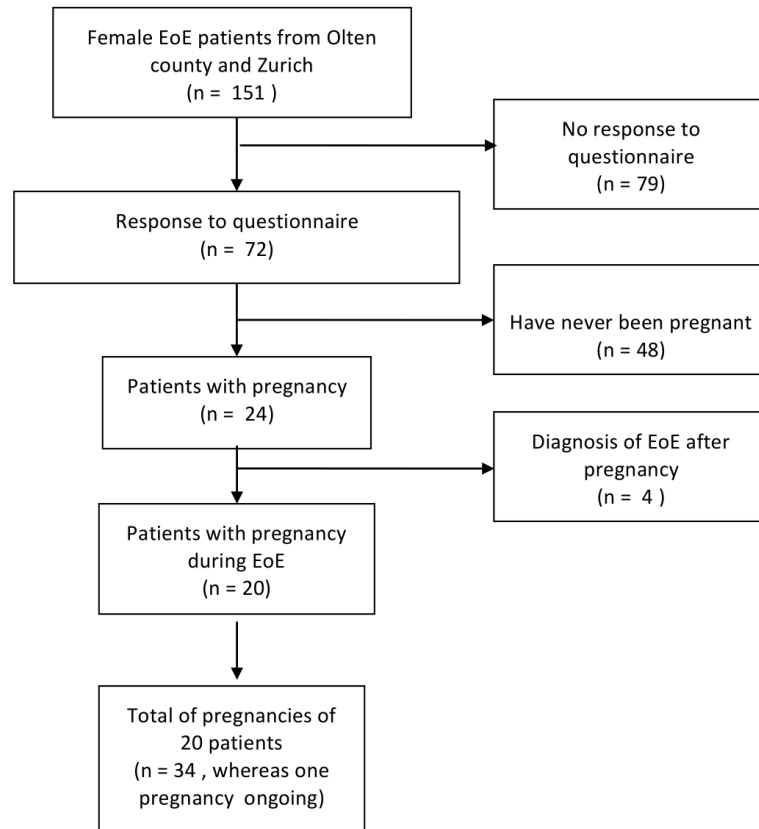 Female EoE patients from Olten
county and Zurich
(n = 151 )
No response to
questionnaire
(n = 79)
Response to questionnaire
(n = 72)
Have never been pregnant
(n = 48)
Patients with pregnancy
(n = 24)
Diagnosis of EoE after
pregnancy
(n = 4 )
Patients with pregnancy
during EoE
(n = 20)
Total of pregnancies of
20 patients
(n = 34 , whereas one
pregnancy ongoing)